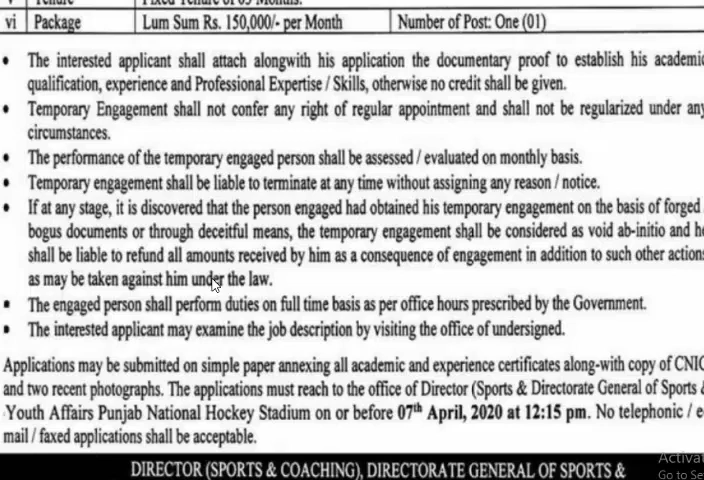 v Tenure Fixed Tenure of 03 Months.
vi Package Lum Sum Rs. 150,000/- per Month Number of Post: One (01)
• The interested applicant shall attach alongwith his application the documentary proof to establish his academic
qualification, experience and Professional Expertise / Skills, otherwise no credit shall be given.
• Temporary Engagement shall not confer any right of regular appointment and shall not be regularized under any
circumstances.
• The performance of the temporary engaged person shall be assessed / evaluated on monthly basis.
• Temporary engagement shall be liable to terminate at any time without assigning any reason / notice.
• If at any stage, it is discovered that the person engaged had obtained his temporary engagement on the basis of forged
bogus documents or through deceitful means, the temporary engagement shall be considered as void ab-initio and he
shall be liable to refund all amounts received by him as a consequence of engagement in addition to such other actions
as may be taken against him under the law.
▪ The engaged person shall perform duties on full time basis as per office hours prescribed by the Government.
▪ The interested applicant may examine the job description by visiting the office of undersigned.
Applications may be submitted on simple paper annexing all academic and experience certificates along-with copy of CNIC
and two recent photographs. The applications must reach to the office of Director (Sports & Directorate General of Sports &
Youth Affairs Punjab National Hockey Stadium on or before 07th April, 2020 at 12:15 pm. No telephonic / e
mail / faxed applications shall be acceptable.
DIRECTOR (SPORTS & COACHING), DIRECTORATE GENERAL OF SPORTS &
Activat
Go to Se